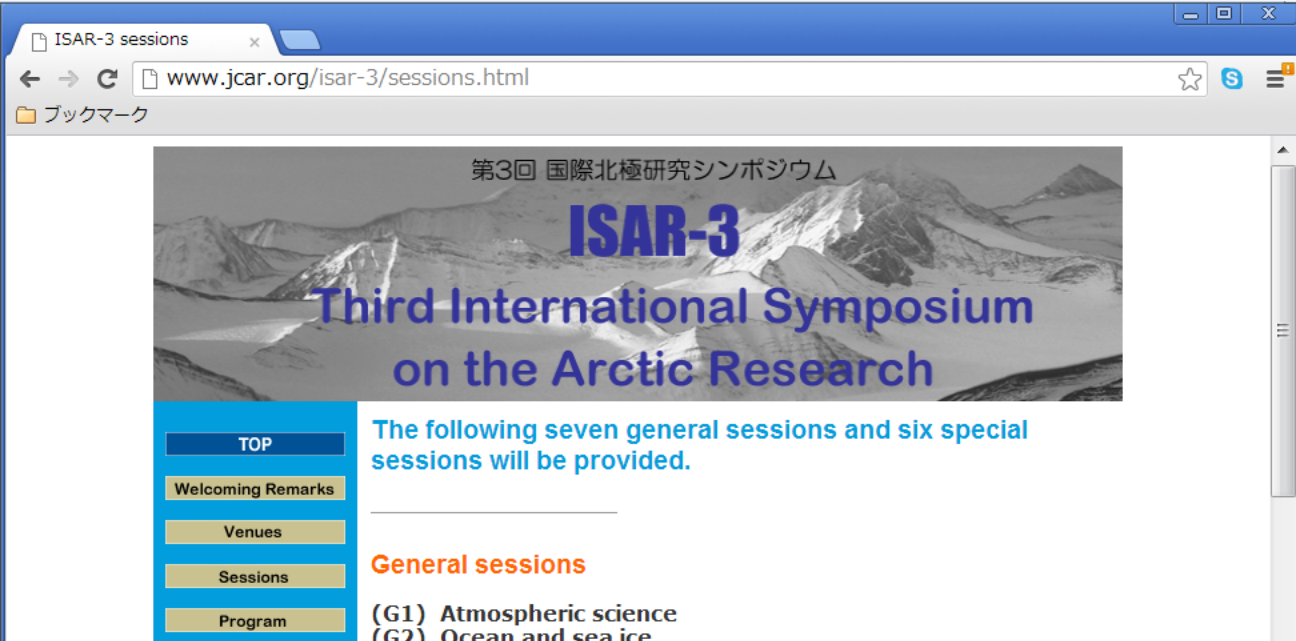 ISAR-3 sessions
www.jcar.org/isar-3/sessions.html
ブックマーク
第3回 国際北極研究シンポジウム
ISAR-3
Third International Symposium
on the Arctic Research
TOP
Welcoming Remarks
Venues
Sessions
Program
The following seven general sessions and six special
sessions will be provided.
General sessions
(G1) Atmospheric science
(G2) Ocean and sea ice